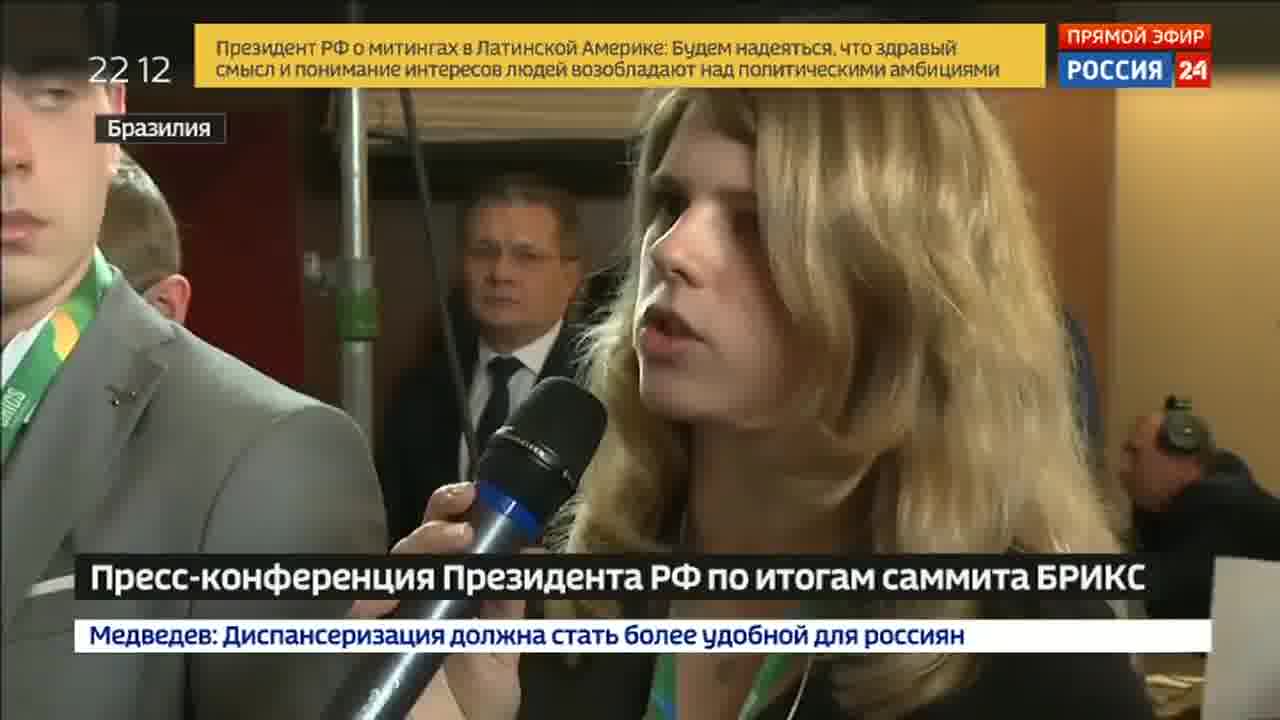 22 12
Президент РФ о митингах в Латинской Америке: Будем надеяться, что здравый
смысл и понимание интересов людей возобладают над политическими амбициями
ПРЯМОЙ ЭФИР
РОССИЯ 24
Бразилия
Пресс-конференция Президента РФ по итогам саммита БРИКС
Медведев: Диспансеризация должна стать более удобной для россиян